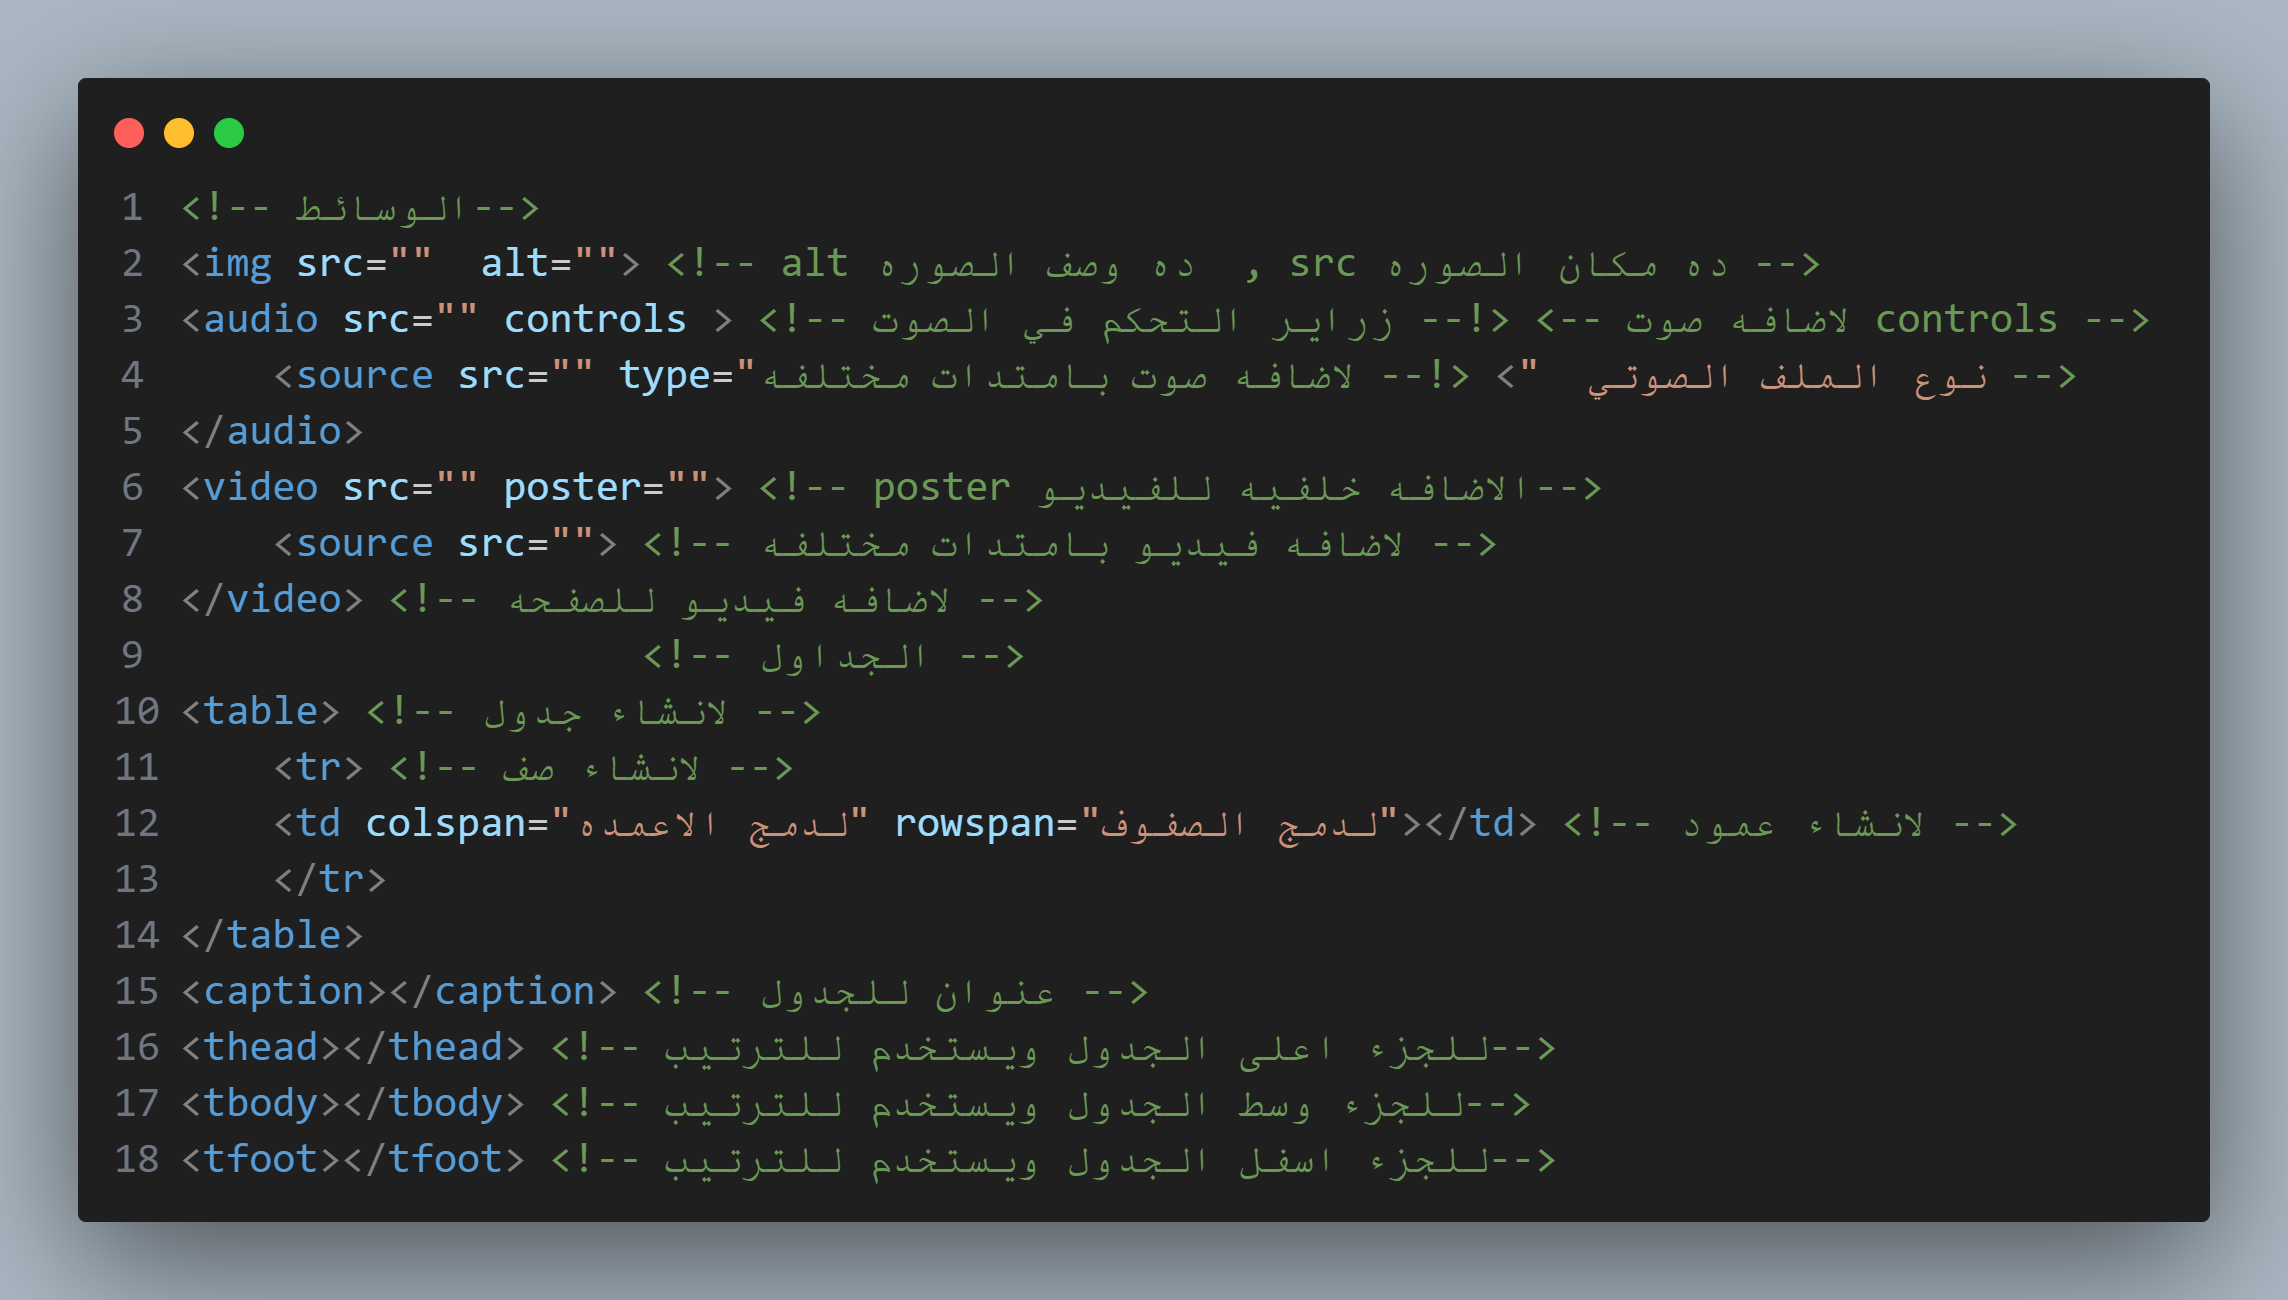 1 <!-- الوسائط-->
2 <img src=""  alt=""> <!-- alt ده وصف الصوره  , src ده مكان الصوره -->
3 <audio src="" controls > <!-- لاضافه صوت --> <!-- controls زراير التحكم في الصوت -->
4     <source src="" type="نوع الملف الصوتي  "> <!-- لاضافه صوت بامتدات مختلفه -->
5 </audio>
6 <video src="" poster=""> <!-- poster الاضافه خلفيه للفيديو-->
7     <source src=""> <!-- لاضافه فيديو بامتدات مختلفه -->
8 </video> <!-- لاضافه فيديو للصفحه -->
9                     <!-- الجداول -->
10 <table> <!-- لانشاء جدول -->
11     <tr> <!-- لانشاء صف -->
12     <td colspan="لدمج الاعمده" rowspan="لدمج الصفوف"></td> <!-- لانشاء عمود -->
13     </tr>
14 </table>
15 <caption></caption> <!-- عنوان للجدول -->
16 <thead></thead> <!-- للجزء اعلى الجدول ويستخدم للترتيب-->
17 <tbody></tbody> <!-- للجزء وسط الجدول ويستخدم للترتيب-->
18 <tfoot></tfoot> <!-- للجزء اسفل الجدول ويستخدم للترتيب-->